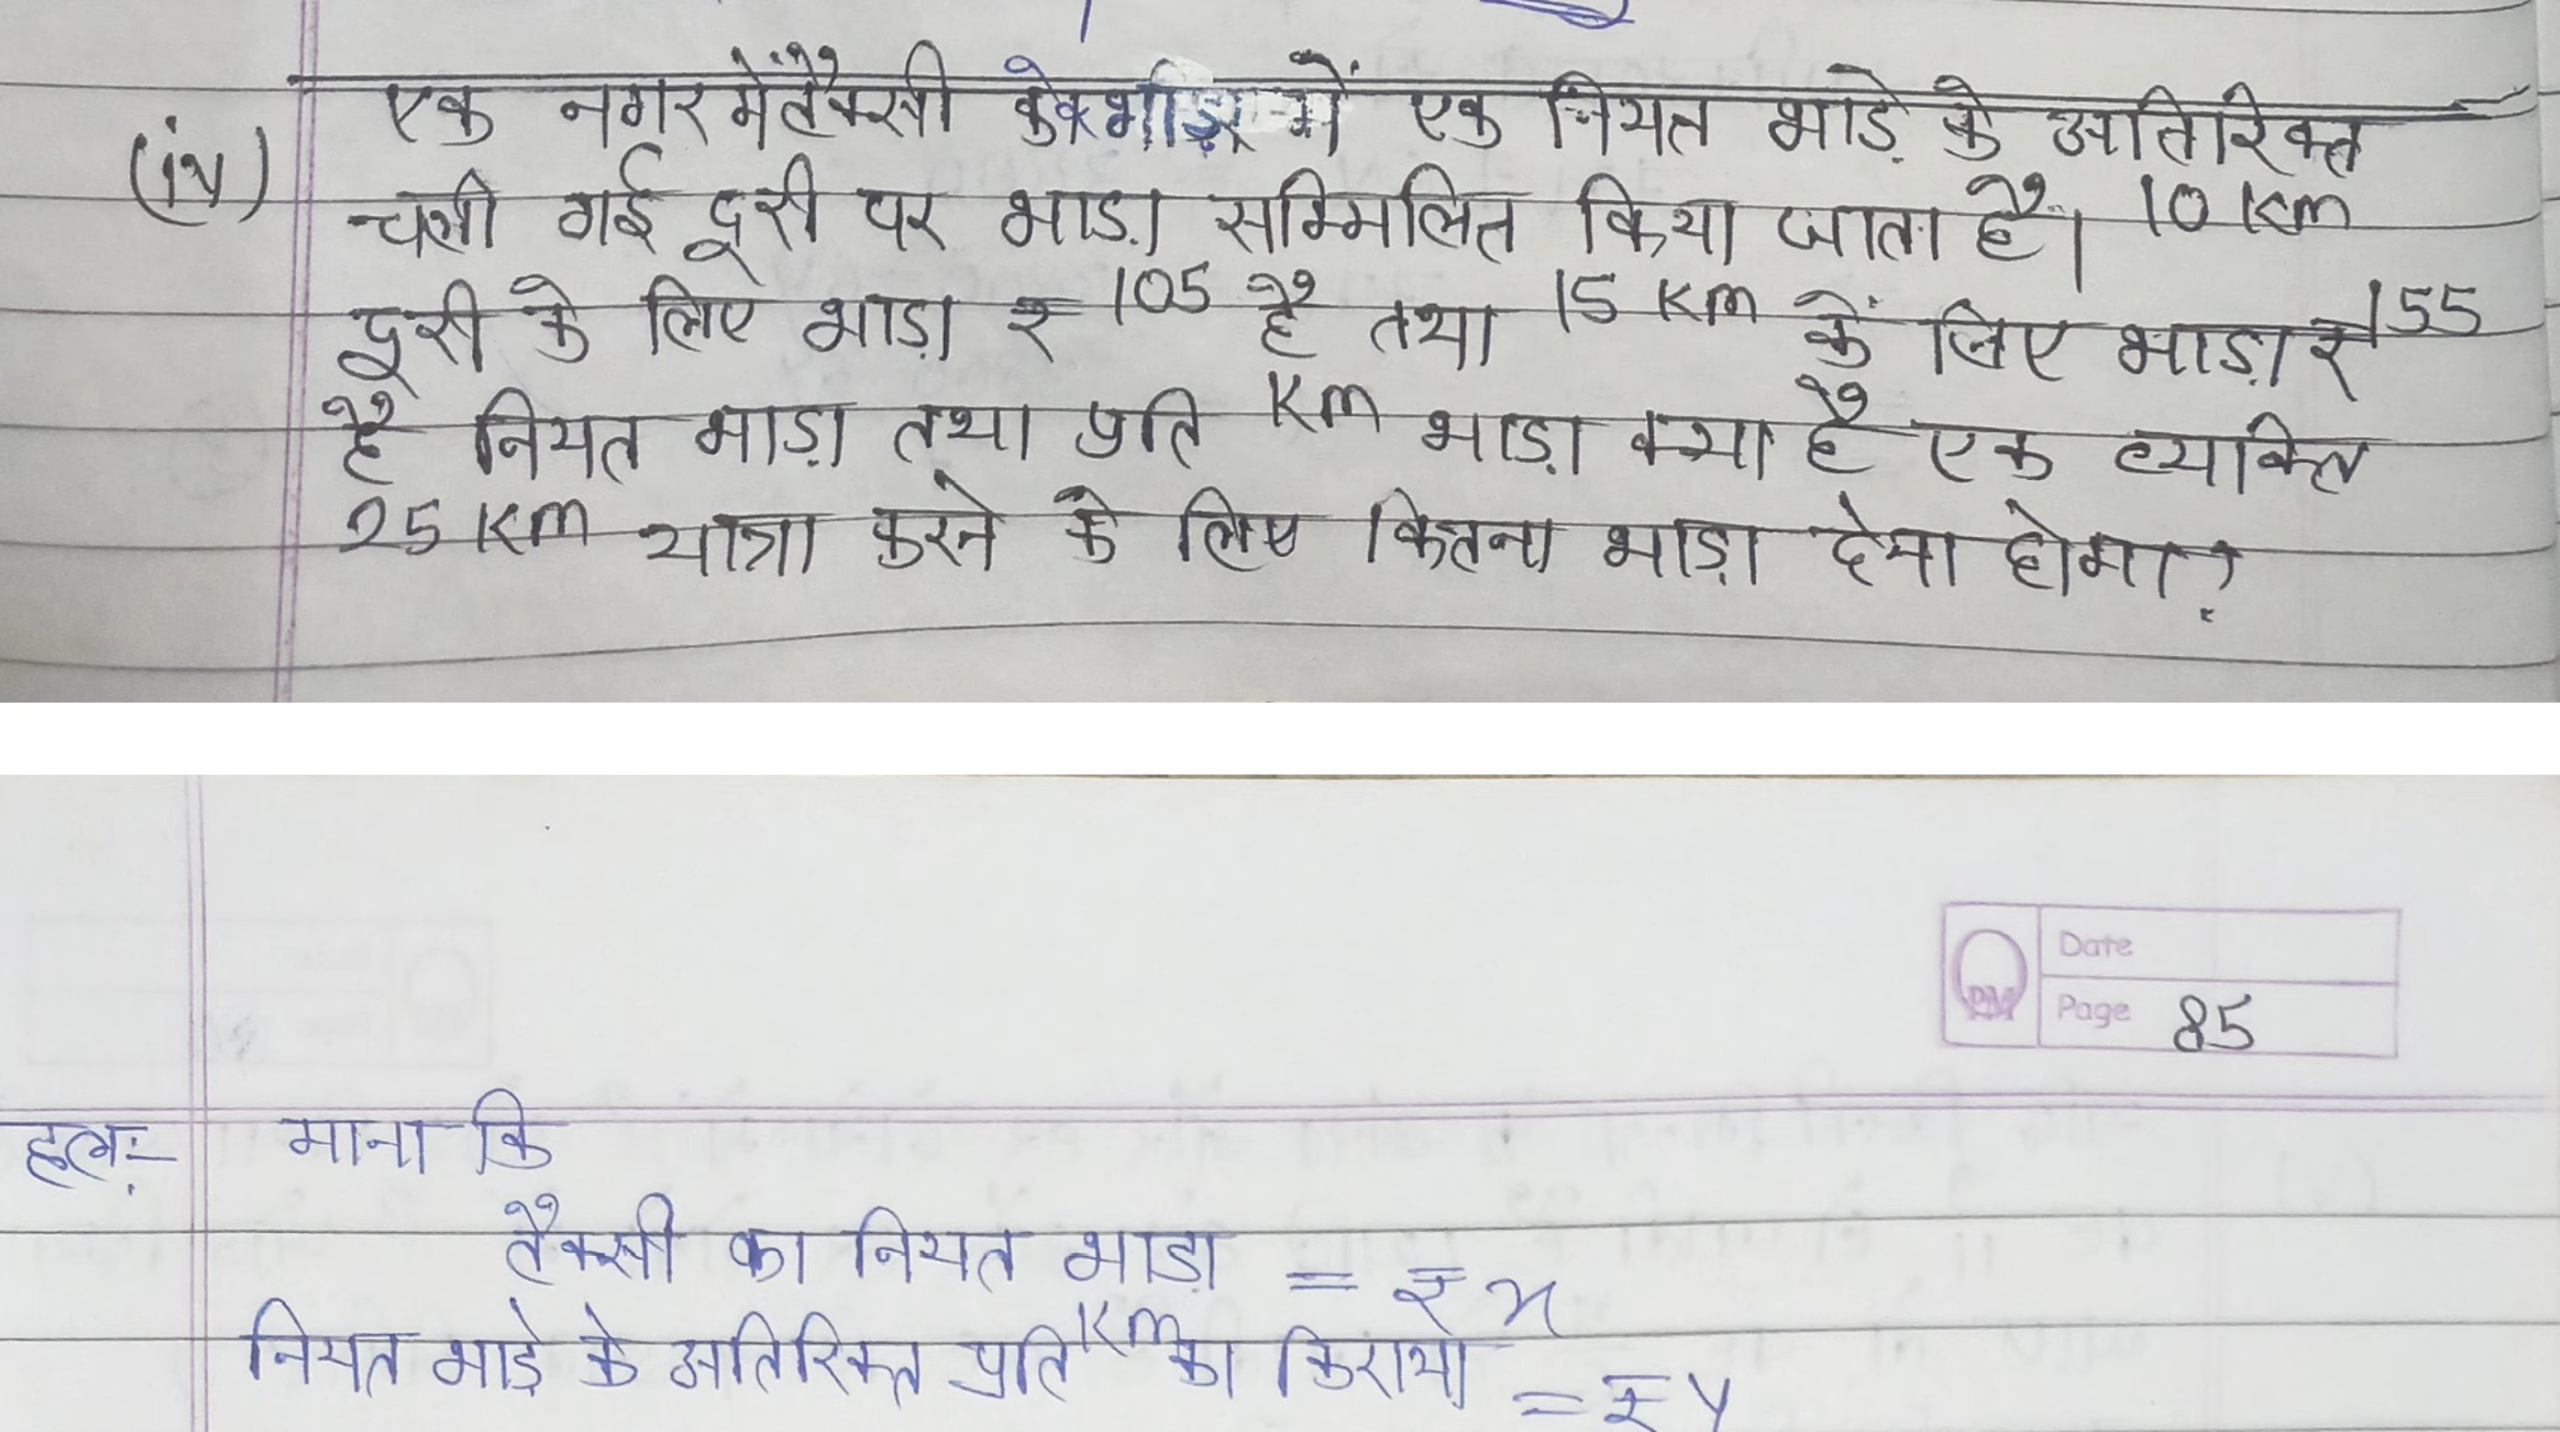 एक नगर में टैक्सी के भाड़े में एक नियत भाड़े के अतिरिक्त
(iv)
चली गई दूरी पर भाड़ा सम्मिलित किया जाता है। 10 km
दूरी के लिए भाड़ा ₹ 105 है तथा 15 km के लिए भाड़ा ₹ 155
है नियत भाड़ा तथा प्रति km भाड़ा क्या है एक व्यक्ति
25 km यात्रा करने के लिए कितना भाड़ा देना होगा?
Date
Page 85
हल:- माना कि
टैक्सी का नियत भाड़ा = ₹ x
नियत भाड़े के अतिरिक्त प्रति km का किराया = ₹ y